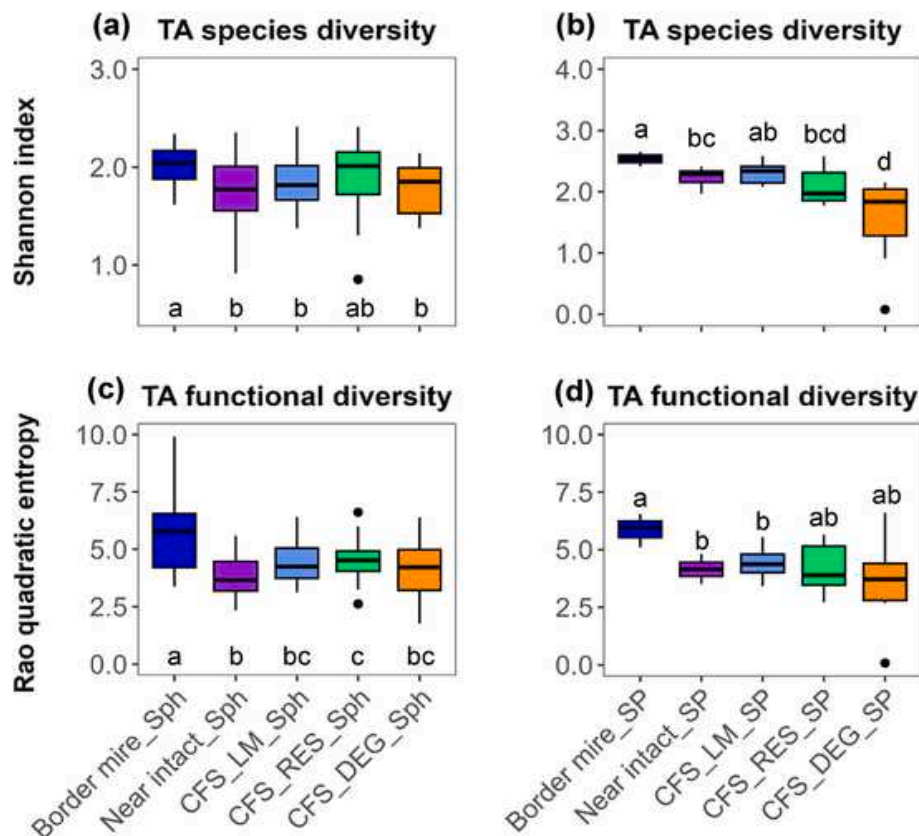 (a) TA species diversity
Shannon index
3.0
2.0
1.0
a b b ab b
(b) TA species diversity
4.0
3.0
2.0
1.0
0.0
a bc ab bcd d
(c) TA functional diversity
Rao quadratic entropy
10.0
7.5
5.0
2.5
0.0
a b bc c bc
Border mire_Sph
Near intact_Sph
CFS_LM_Sph
CFS_RES_Sph
CFS_DEG_Sph
(d) TA functional diversity
10.0
7.5
5.0
2.5
0.0
a b b ab ab
Border mire_SP
Near intact_SP
CFS_LM_SP
CFS_RES_SP
CFS_DEG_SP